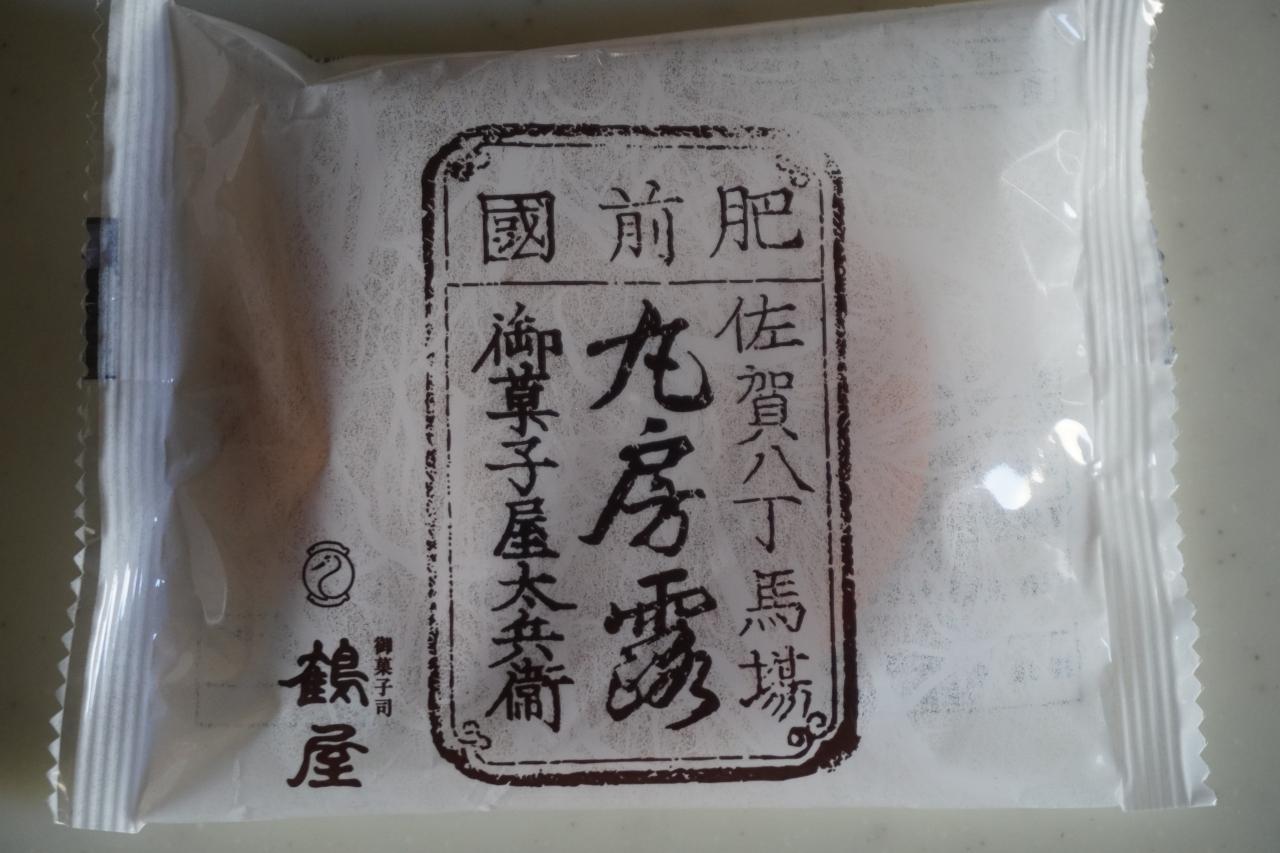 肥前國
佐賀八丁馬場
丸房露
御菓子屋太兵衛
御菓子司
鶴屋